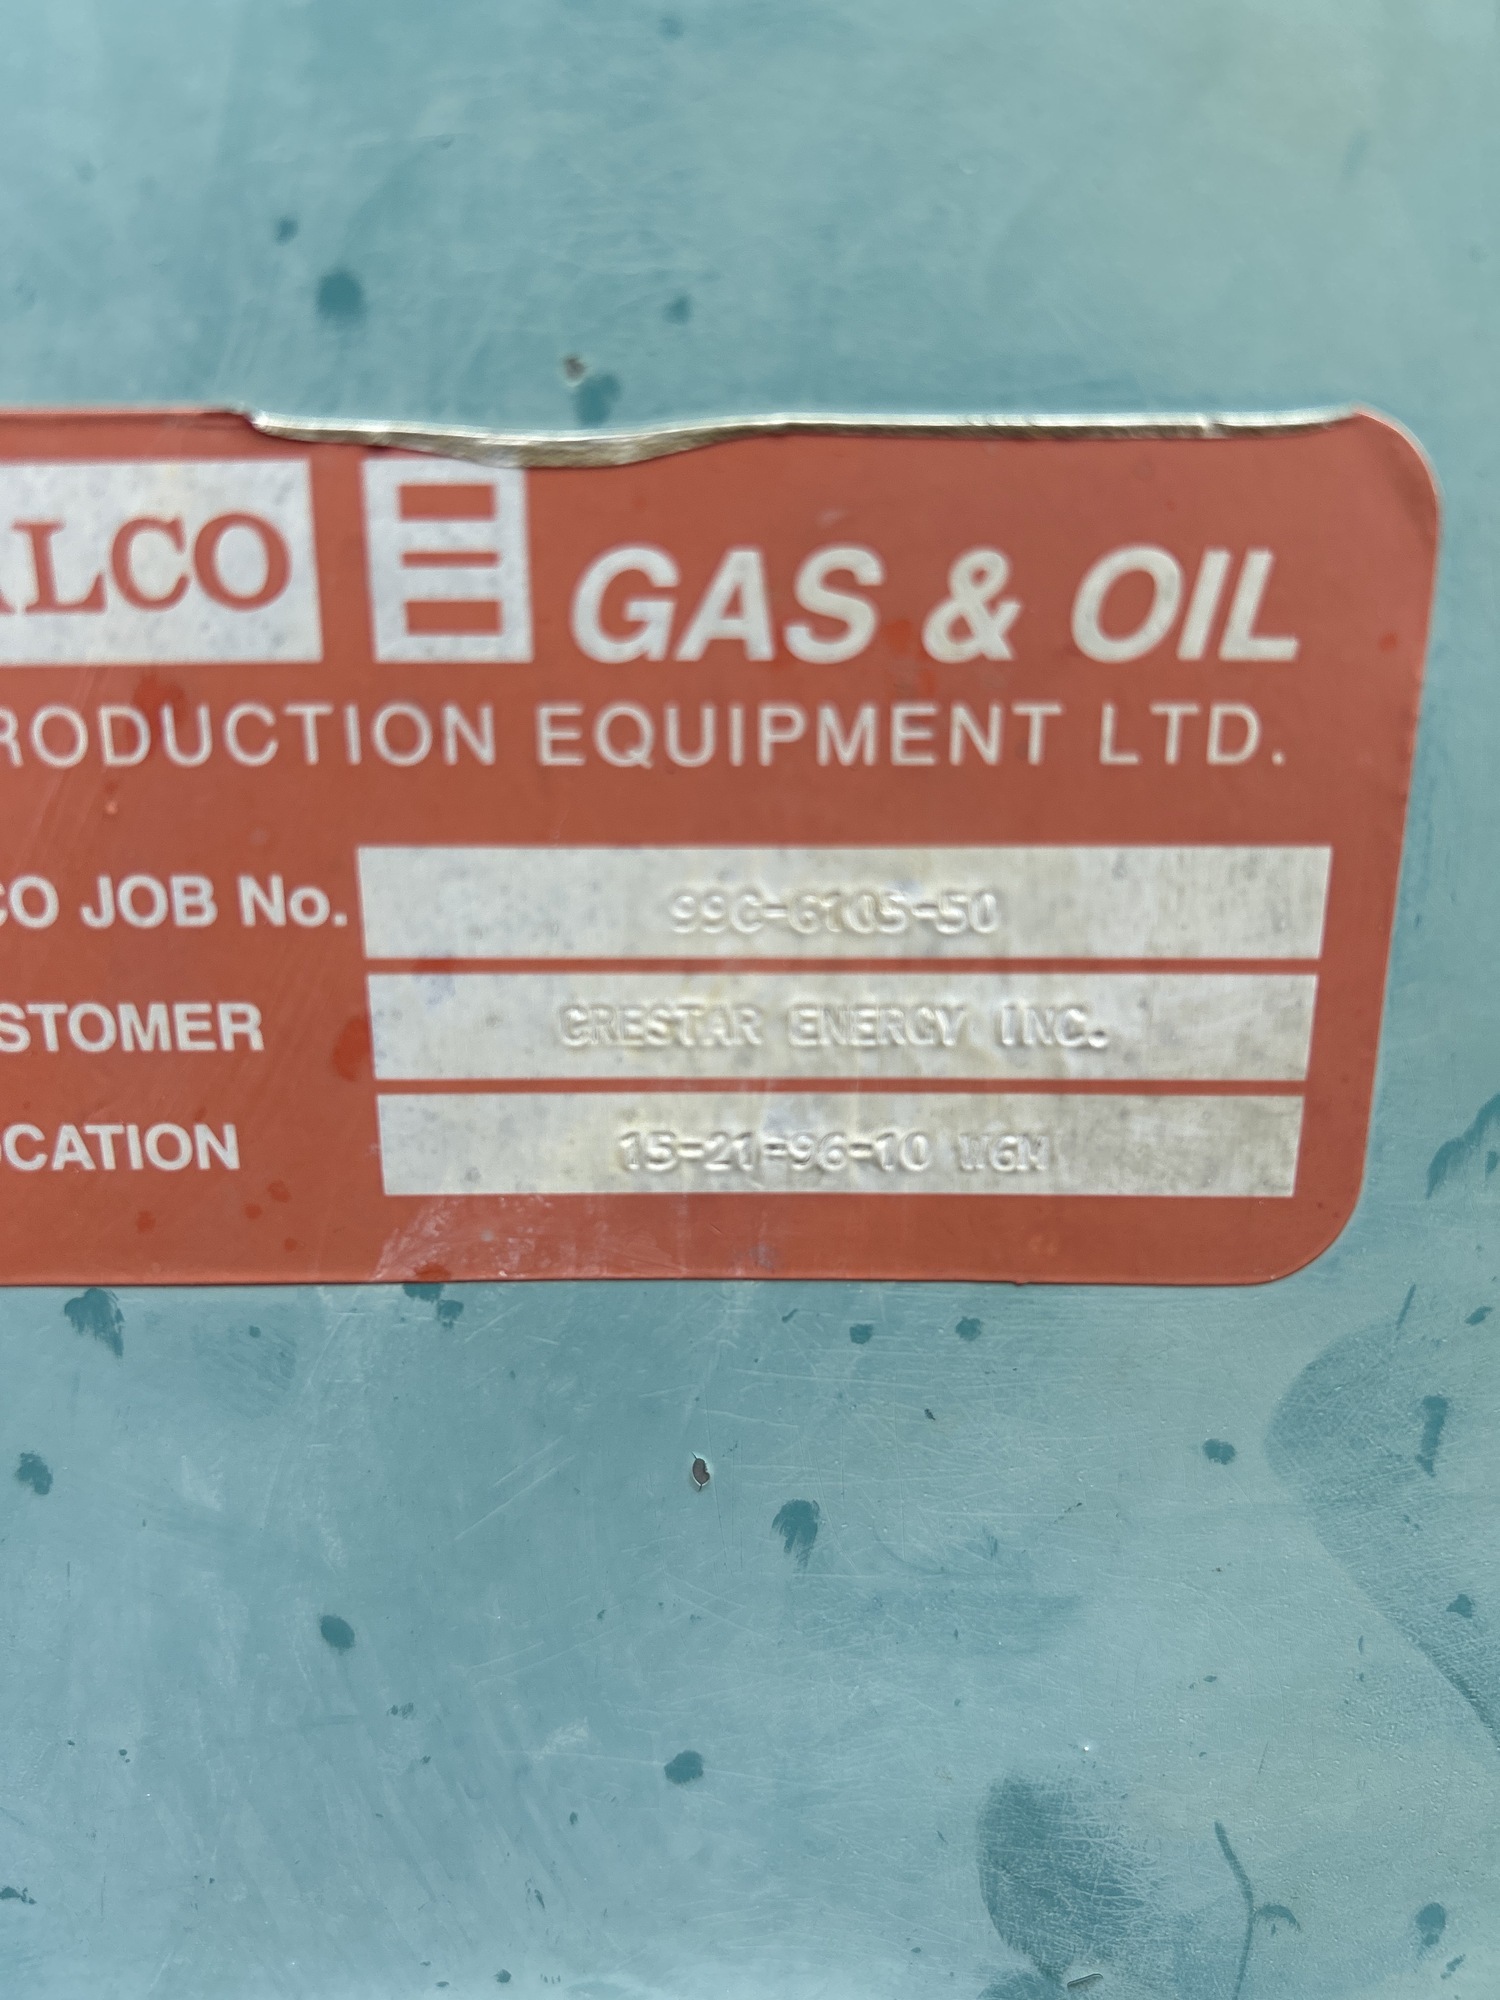 ALCO GAS & OIL
RODUCTION EQUIPMENT LTD.
CO JOB No. 99C-6105-50
STOMER CRESTAR ENERGY INC.
OCATION 15-21-96-10 W6M